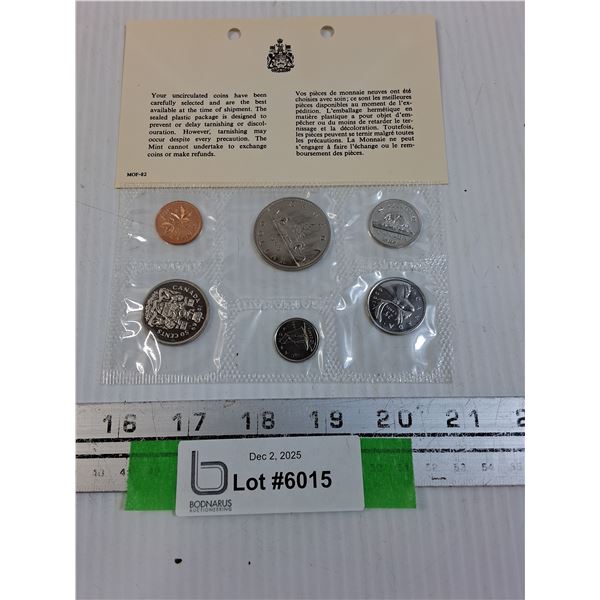 Your uncirculated coins have been
carefully selected and are the best
available at the time of shipment. The
sealed plastic package is designed to
prevent or delay tarnishing or discol-
ouration. However, tarnishing may
occur despite every precaution. The
Mint cannot undertake to exchange
coins or make refunds.
MOF-82
Vos pièces de monnaie neuves ont été
choisies avec soin; ce sont les meilleures
pièces disponibles au moment de l'ex-
pédition. L'emballage hermétique en
matière plastique a pour objet d'em-
pêcher ou du moins de retarder le ter-
nissage et la décoloration. Toutefois,
les pièces peuvent se ternir malgré toutes
les précautions. La Monnaie ne peut
s'engager à faire l'échange ou le rem-
boursement des pièces.
CANADA
50 CENTS
16 17 18 19 20 21
52 53 54
Dec 2, 2025
Lot #6015
b
BODNARUS
AUCTIONEERING